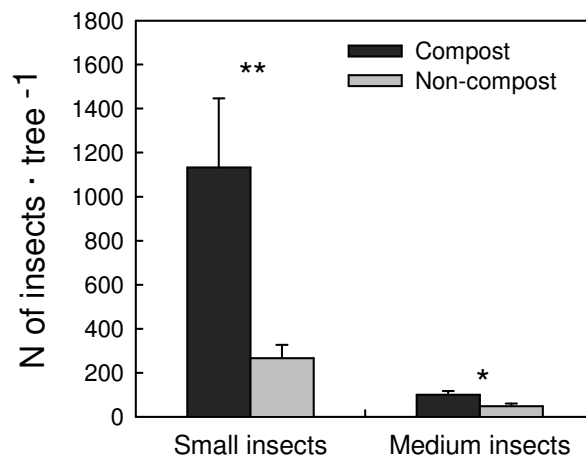 N of insects · tree -1
1800
1600
1400
1200
1000
800
600
400
200
0
Compost
Non-compost
**
*
Small insects
Medium insects